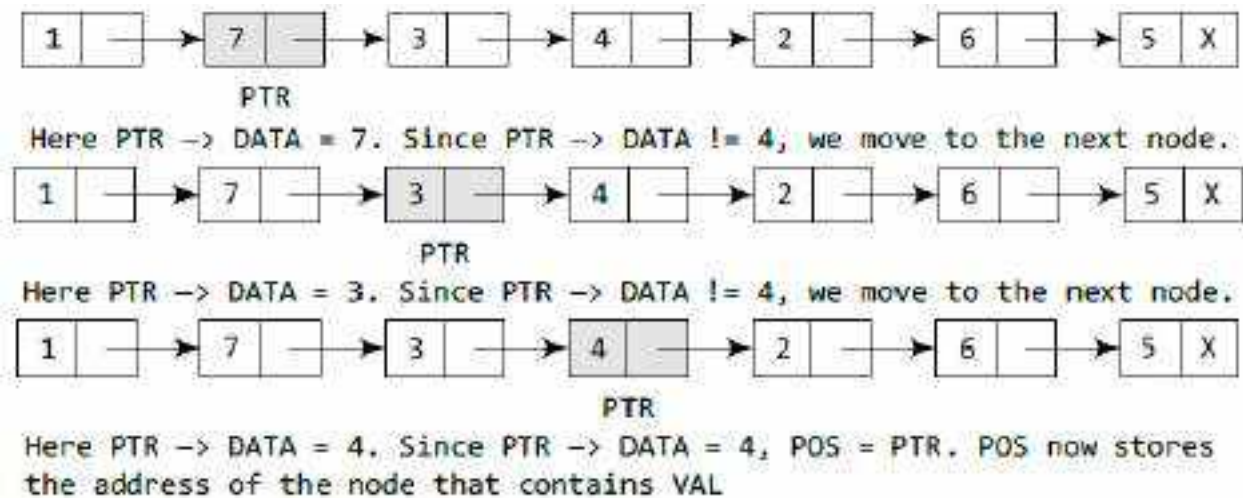 1 7 3 4 2 6 5 X
PTR
Here PTR —> DATA = 7. Since PTR —> DATA != 4, we move to the next node.
1 7 3 4 2 6 5 X
PTR
Here PTR —> DATA = 3. Since PTR —> DATA != 4, we move to the next node.
1 7 3 4 2 6 5 X
PTR
Here PTR —> DATA = 4. Since PTR —> DATA = 4, POS = PTR. POS now stores
the address of the node that contains VAL